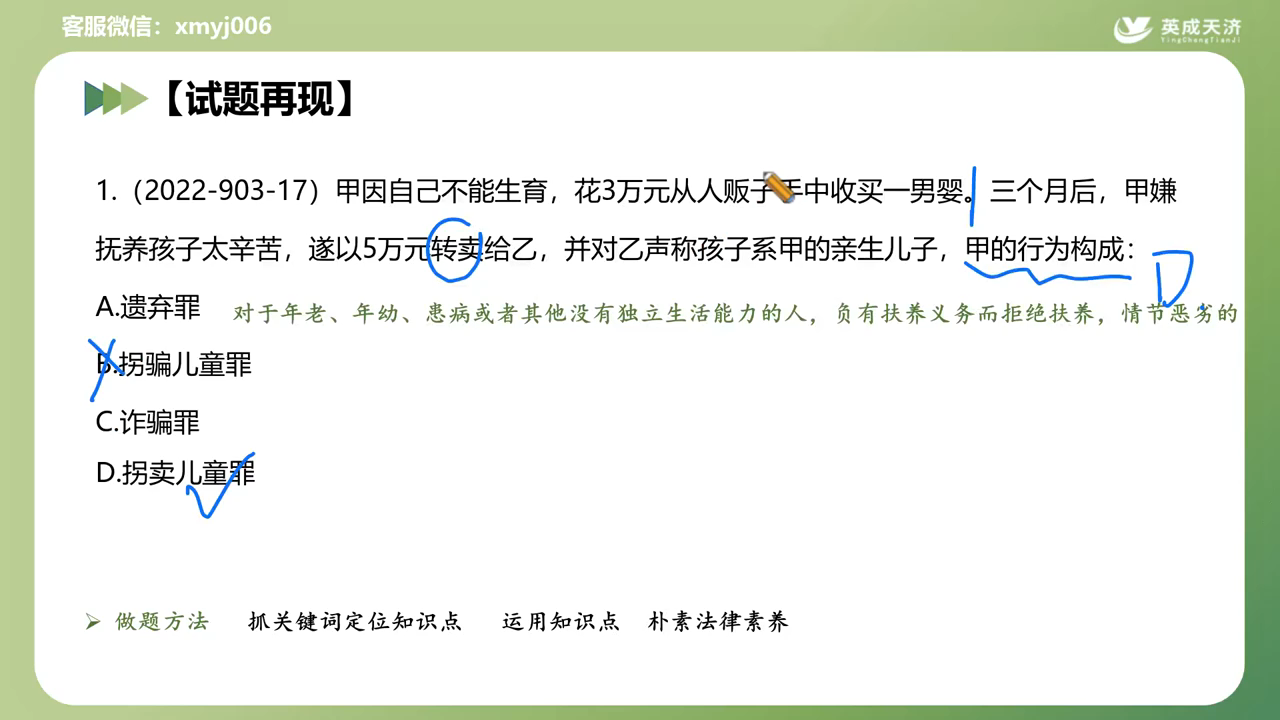 客服微信：xmyj006
英成天济
YingChengTianJi
【试题再现】
1.（2022-903-17）甲因自己不能生育，花3万元从人贩子手中收买一男婴。三个月后，甲嫌
抚养孩子太辛苦，遂以5万元转卖给乙，并对乙声称孩子系甲的亲生儿子，甲的行为构成：
D
A.遗弃罪
对于年老、年幼、患病或者其他没有独立生活能力的人，负有扶养义务而拒绝扶养，情节恶劣的
B.拐骗儿童罪
C.诈骗罪
D.拐卖儿童罪
做题方法 抓关键词定位知识点 运用知识点 朴素法律素养